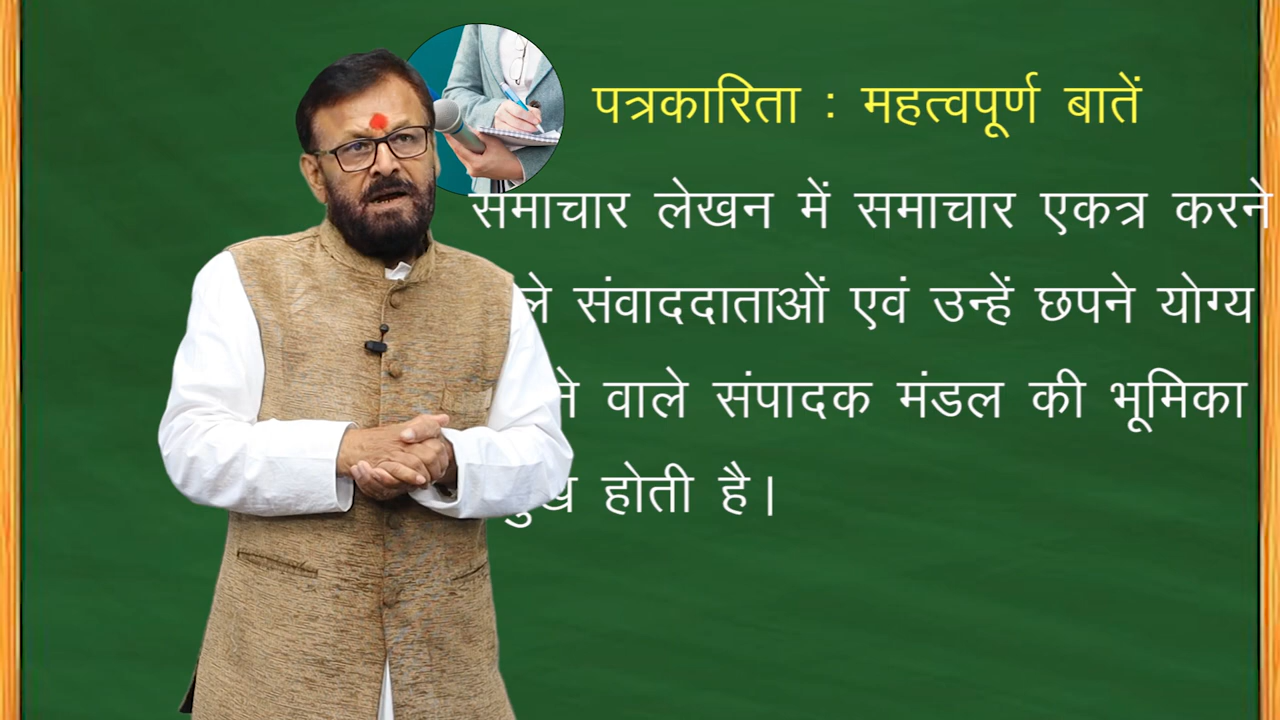 पत्रकारिता : महत्वपूर्ण बातें
समाचार लेखन में समाचार एकत्र करने
संवाददाताओं एवं उन्हें छपने योग्य
वाले संपादक मंडल की भूमिका
होती है।